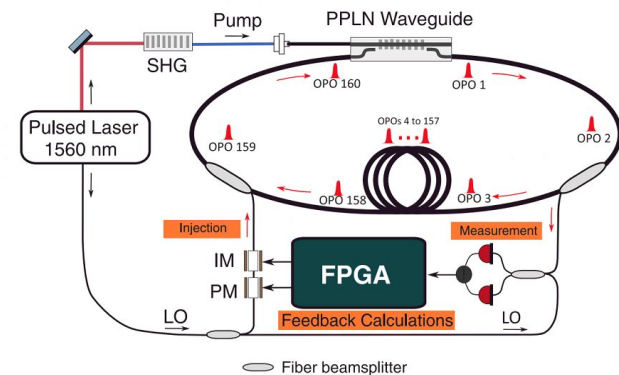 Pump
PPLN Waveguide
SHG
OPO 160
OPO 1
Pulsed Laser
1560 nm
OPOs 4 to 157
OPO 2
OPO 159
OPO 158
OPO 3
Injection
Measurement
IM
PM
FPGA
Feedback Calculations
LO
LO
Fiber beamsplitter